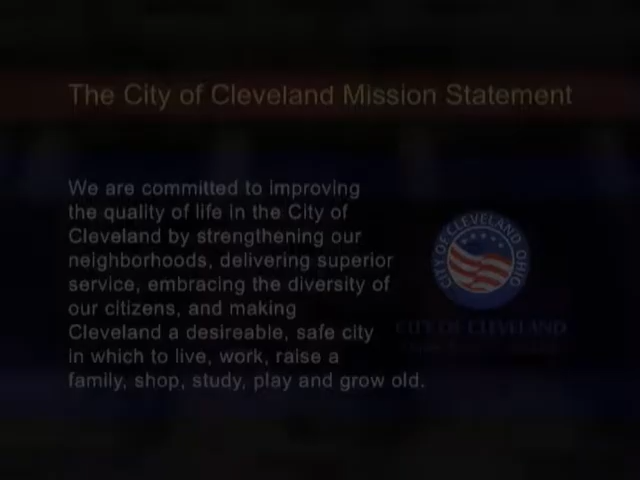 The City of Cleveland Mission Statement
We are committed to improving
the quality of life in the City of
Cleveland by strengthening our
neighborhoods, delivering superior
service, embracing the diversity of
our citizens, and making
Cleveland a desireable, safe city
in which to live, work, raise a
family, shop, study, play and grow old.
CITY OF CLEVELAND OHIO
CITY OF CLEVELAND